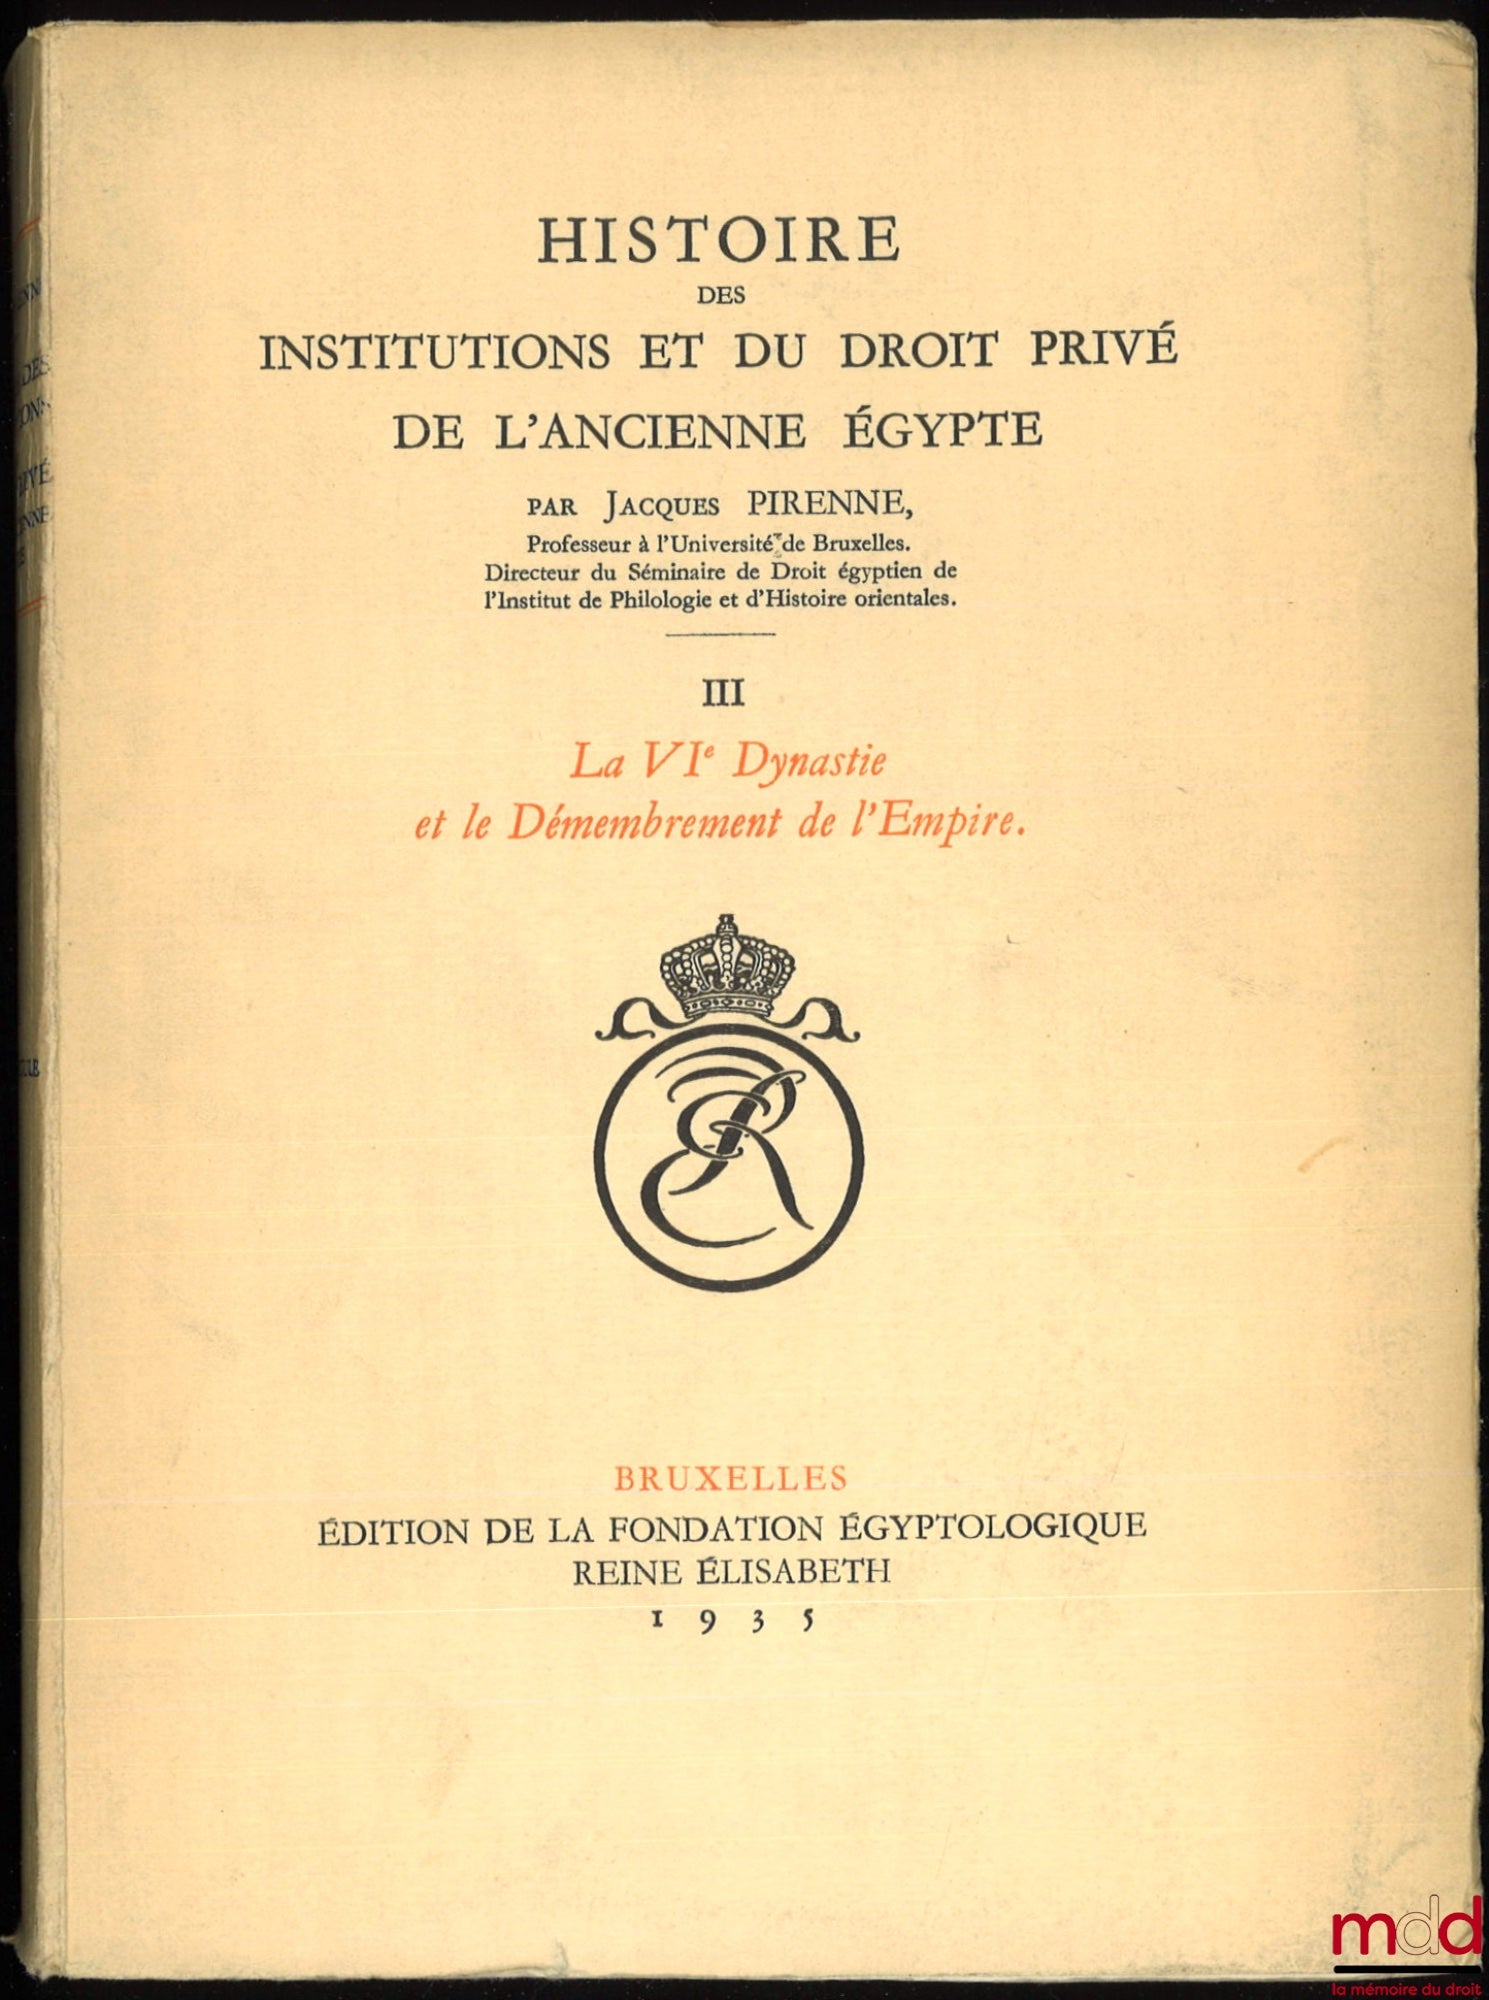 HISTOIRE
DES
INSTITUTIONS ET DU DROIT PRIVÉ
DE L'ANCIENNE ÉGYPTE
PAR JACQUES PIRENNE,
Professeur à l'Université de Bruxelles.
Directeur du Séminaire de Droit égyptien de
l'Institut de Philologie et d'Histoire orientales.
III
La VIe Dynastie
et le Démembrement de l'Empire.
BRUXELLES
ÉDITION DE LA FONDATION ÉGYPTOLOGIQUE
REINE ÉLISABETH
1935
mdd
la mémoire du droit